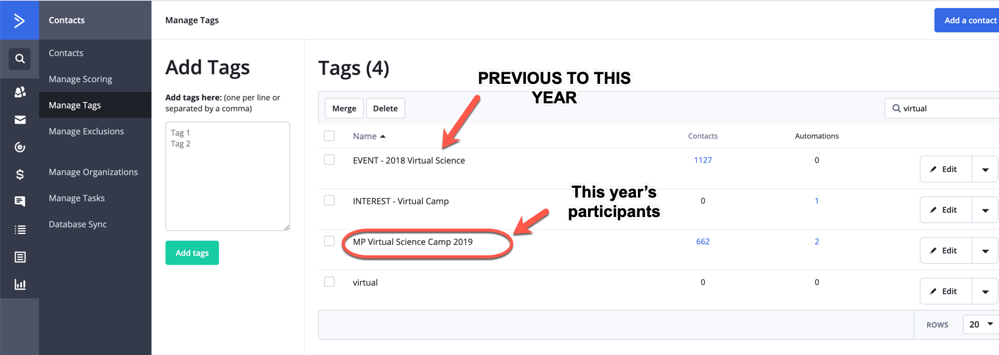 Contacts
Contacts
Manage Scoring
Manage Tags
Manage Exclusions
Manage Organizations
Manage Tasks
Database Sync
Manage Tags
Add a contact
Add Tags
Add tags here: (one per line or
separated by a comma)
Tag 1
Tag 2
Add tags
Tags (4)
PREVIOUS TO THIS
YEAR
Merge Delete
virtual
Name Contacts Automations
EVENT - 2018 Virtual Science 1127 0 Edit
INTEREST - Virtual Camp 0 1 Edit
This year’s
participants
MP Virtual Science Camp 2019 662 2 Edit
virtual 0 0 Edit
ROWS 20